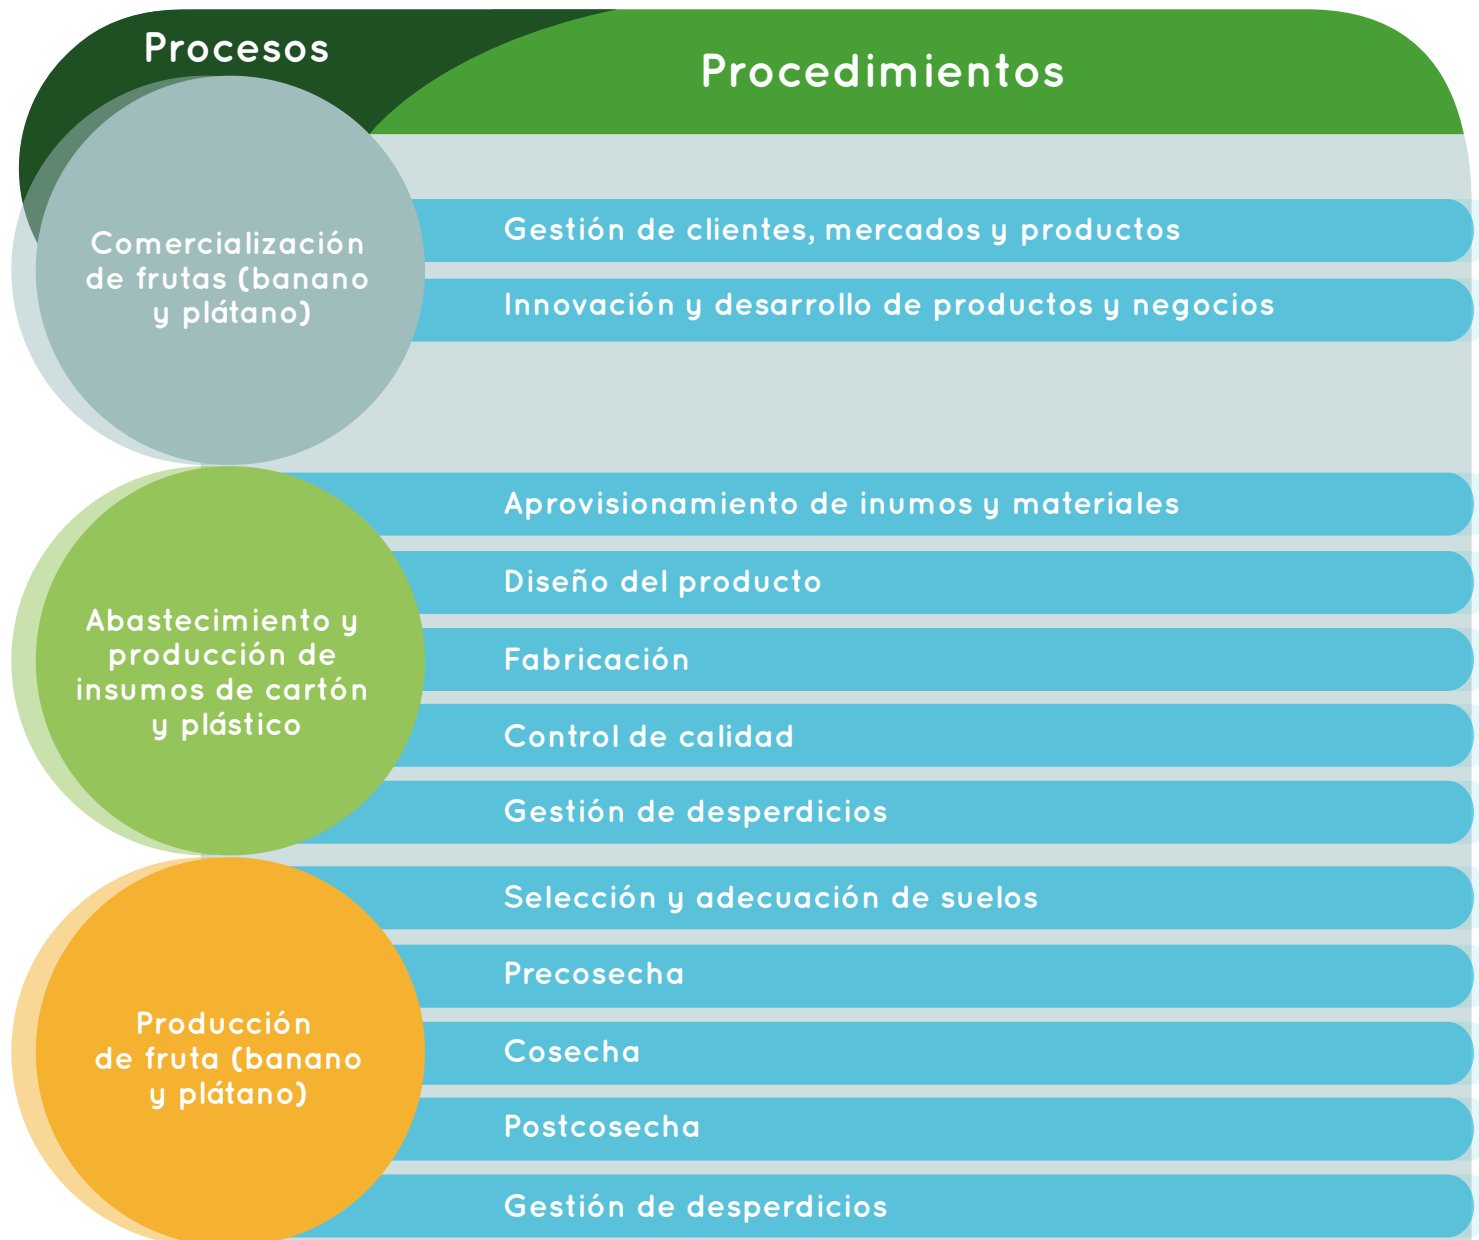 Procesos
Procedimientos
Comercialización
de frutas (banano
y plátano)
Gestión de clientes, mercados y productos
Innovación y desarrollo de productos y negocios
Abastecimiento y
producción de
insumos de cartón
y plástico
Aprovisionamiento de inumos y materiales
Diseño del producto
Fabricación
Control de calidad
Gestión de desperdicios
Producción
de fruta (banano
y plátano)
Selección y adecuación de suelos
Precosecha
Cosecha
Postcosecha
Gestión de desperdicios